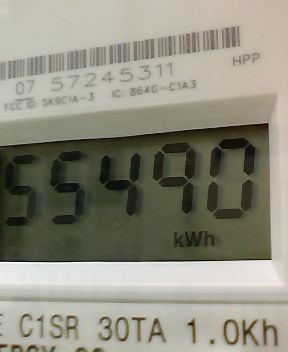 HPP
07 57245311
FCC ID: SK9C1A-3 IC: 864G-C1A3
55490
kWh
C1SR 30TA 1.0Kh